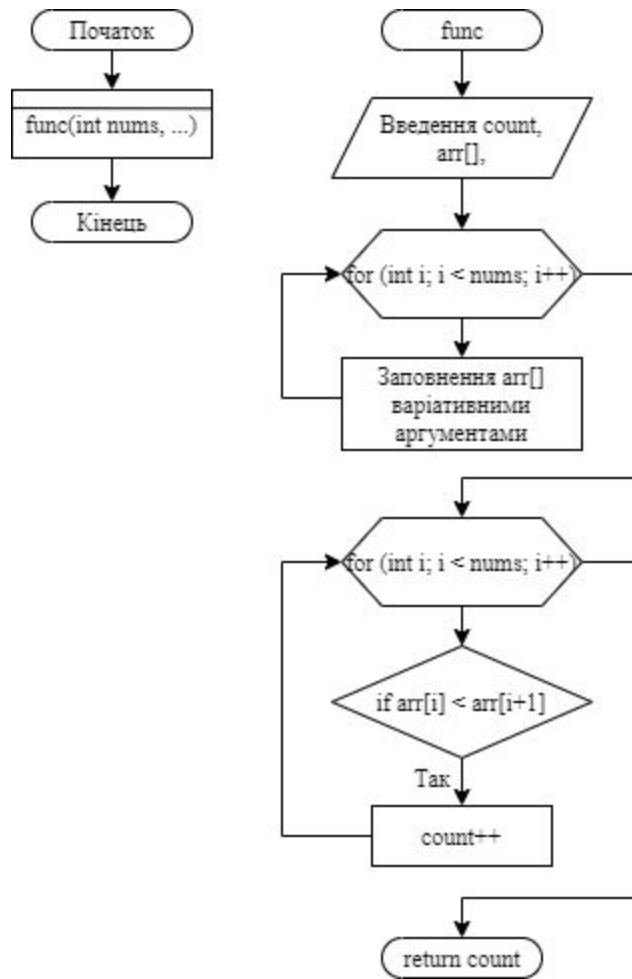 Початок
func(int nums, ...)
Кінець
func
Введення count,
arr[],
for (int i; i < nums; i++)
Заповнення arr[]
варіативними
аргументами
for (int i; i < nums; i++)
if arr[i] < arr[i+1]
Так
count++
return count